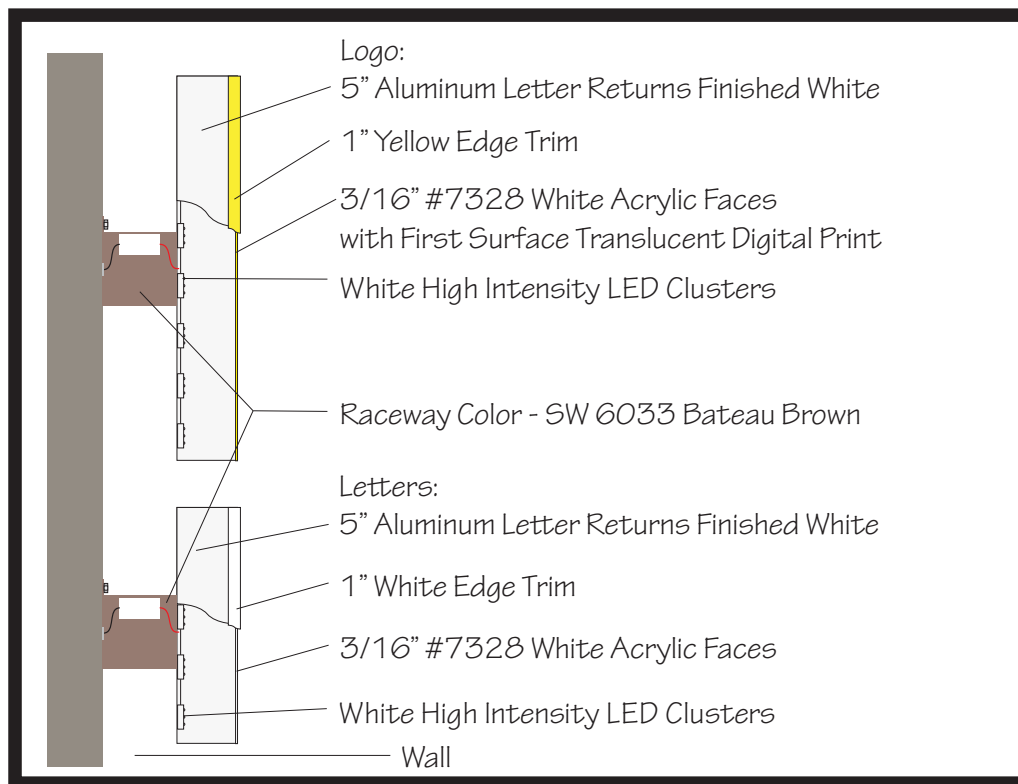 Logo:
5” Aluminum Letter Returns Finished White
1” Yellow Edge Trim
3/16” #7328 White Acrylic Faces
with First Surface Translucent Digital Print
White High Intensity LED Clusters
Raceway Color - SW 6033 Bateau Brown
Letters:
5” Aluminum Letter Returns Finished White
1” White Edge Trim
3/16” #7328 White Acrylic Faces
White High Intensity LED Clusters
Wall